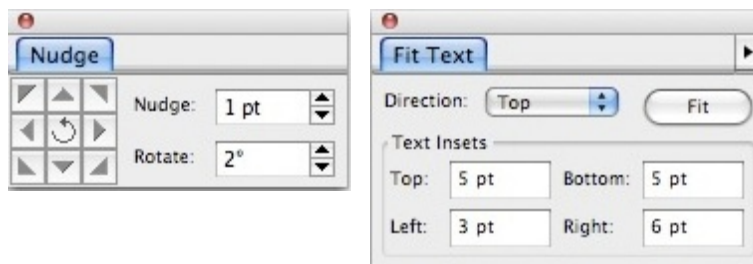 Nudge
Nudge: 1 pt
Rotate: 2°
Fit Text
Direction: Top Fit
Text Insets
Top: 5 pt Bottom: 5 pt
Left: 3 pt Right: 6 pt